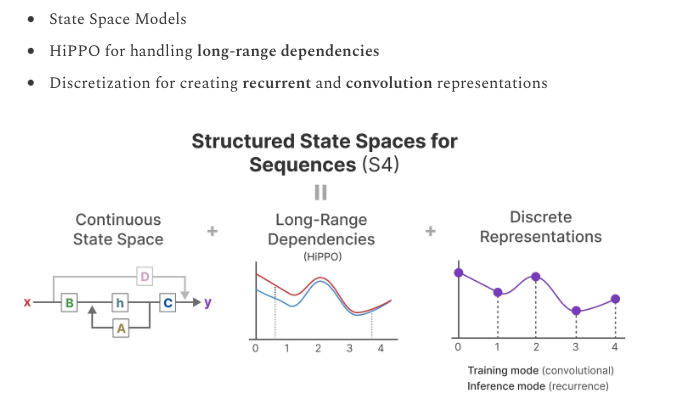 State Space Models
HiPPO for handling long-range dependencies
Discretization for creating recurrent and convolution representations
Structured State Spaces for
Sequences (S4)
=
Continuous
State Space
+
Long-Range
Dependencies
(HiPPO)
+
Discrete
Representations
D
x B h C y
A
0 1 2 3 4
0 1 2 3 4
Training mode (convolutional)
Inference mode (recurrence)